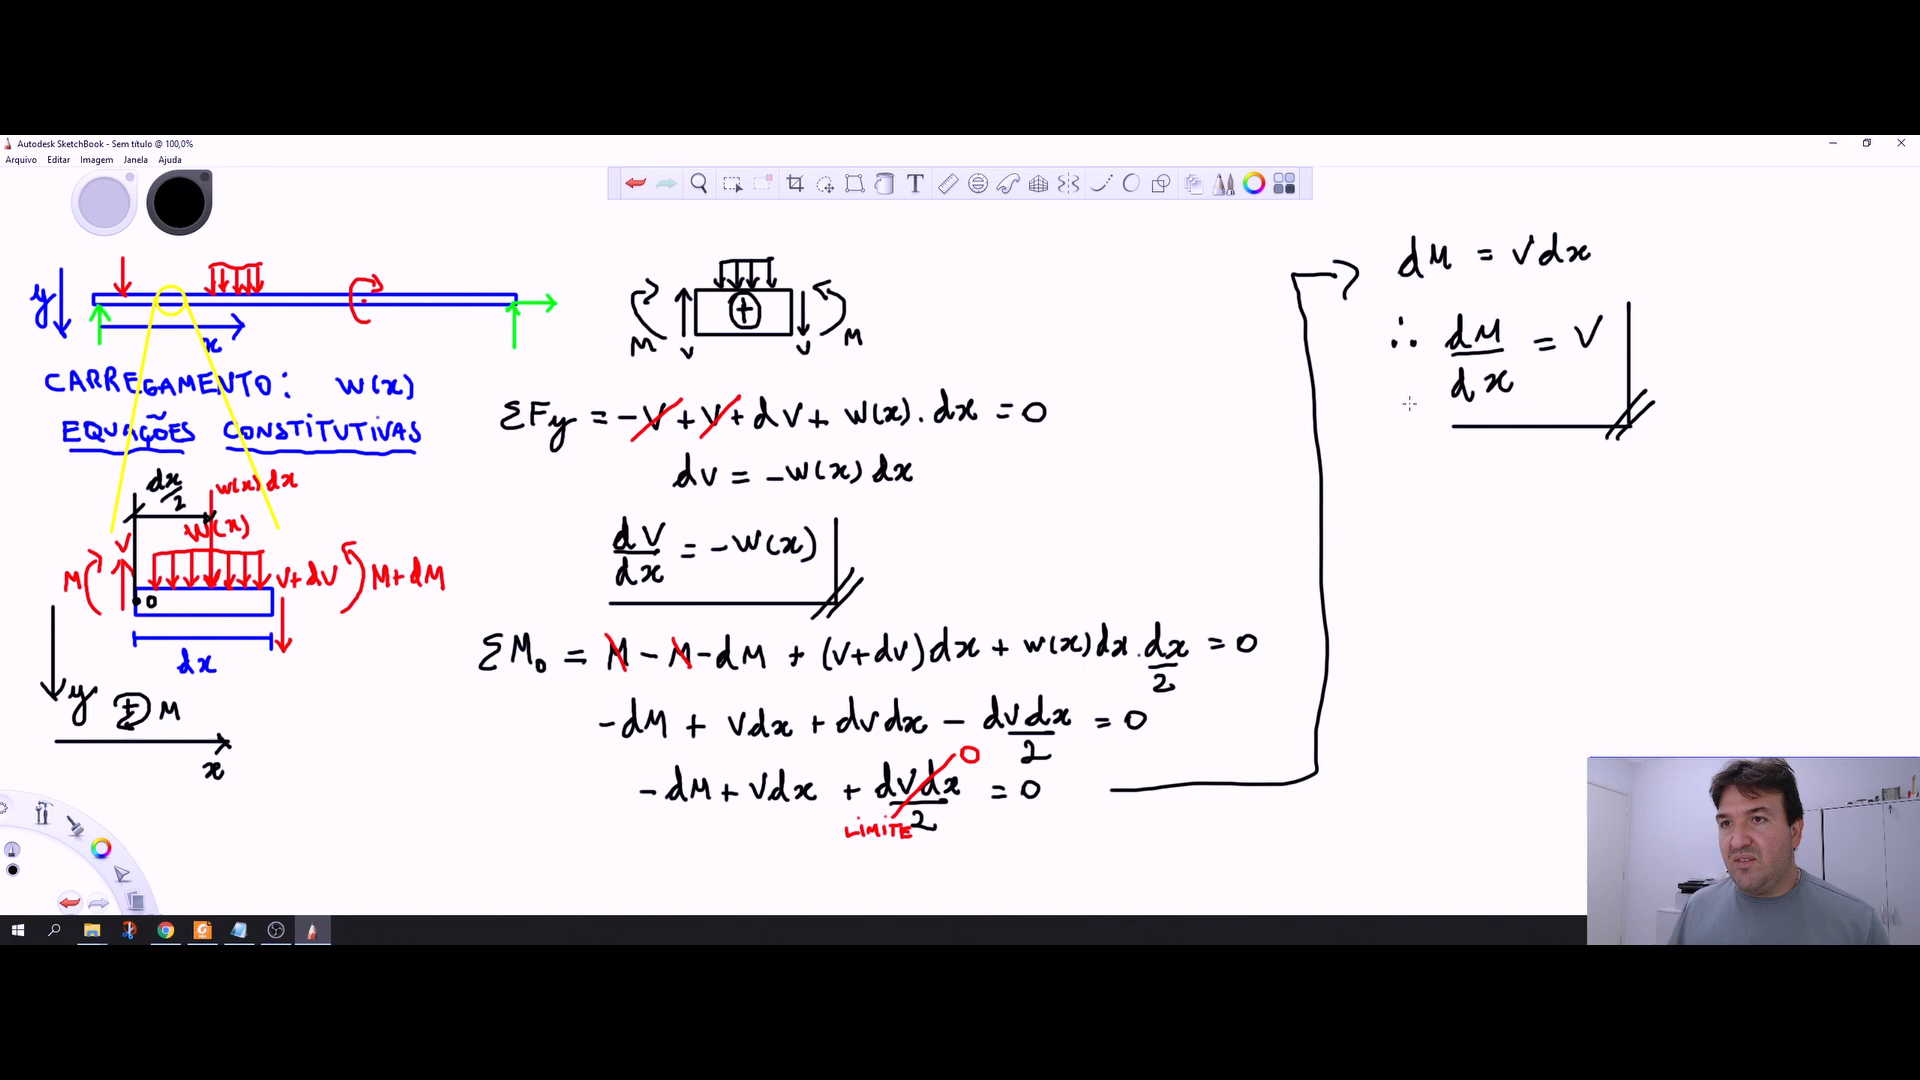 Autodesk SketchBook - Sem título @ 100,0%
Arquivo Editar Imagem Janela Ajuda
y
x
CARREGAMENTO: W(x)
EQUAÇÕES CONSTITUTIVAS
dx/2
W(x)dx
W(x)
M V V+dV M+dM
O
dx
y + M
x
+
M V V M
ΣFy = -V + V + dV + W(x).dx = 0
dV = -W(x)dx
dV/dx = -W(x)
ΣM₀ = M - M - dM + (V+dV)dx + W(x)dx.dx/2 = 0
-dM + Vdx + dVdx - dVdx/2 = 0
-dM + Vdx + dVdx/2 = 0
0
LIMITE
dM = Vdx
∴ dM/dx = V